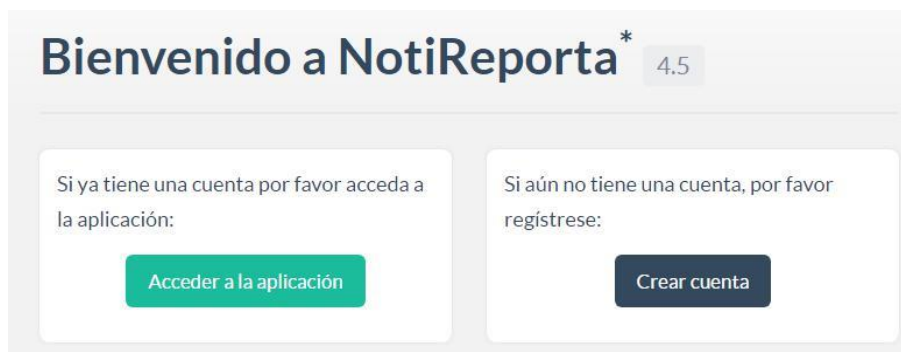 Bienvenido a NotiReporta* 4.5
Si ya tiene una cuenta por favor acceda a
la aplicación:
Acceder a la aplicación
Si aún no tiene una cuenta, por favor
regístrese:
Crear cuenta